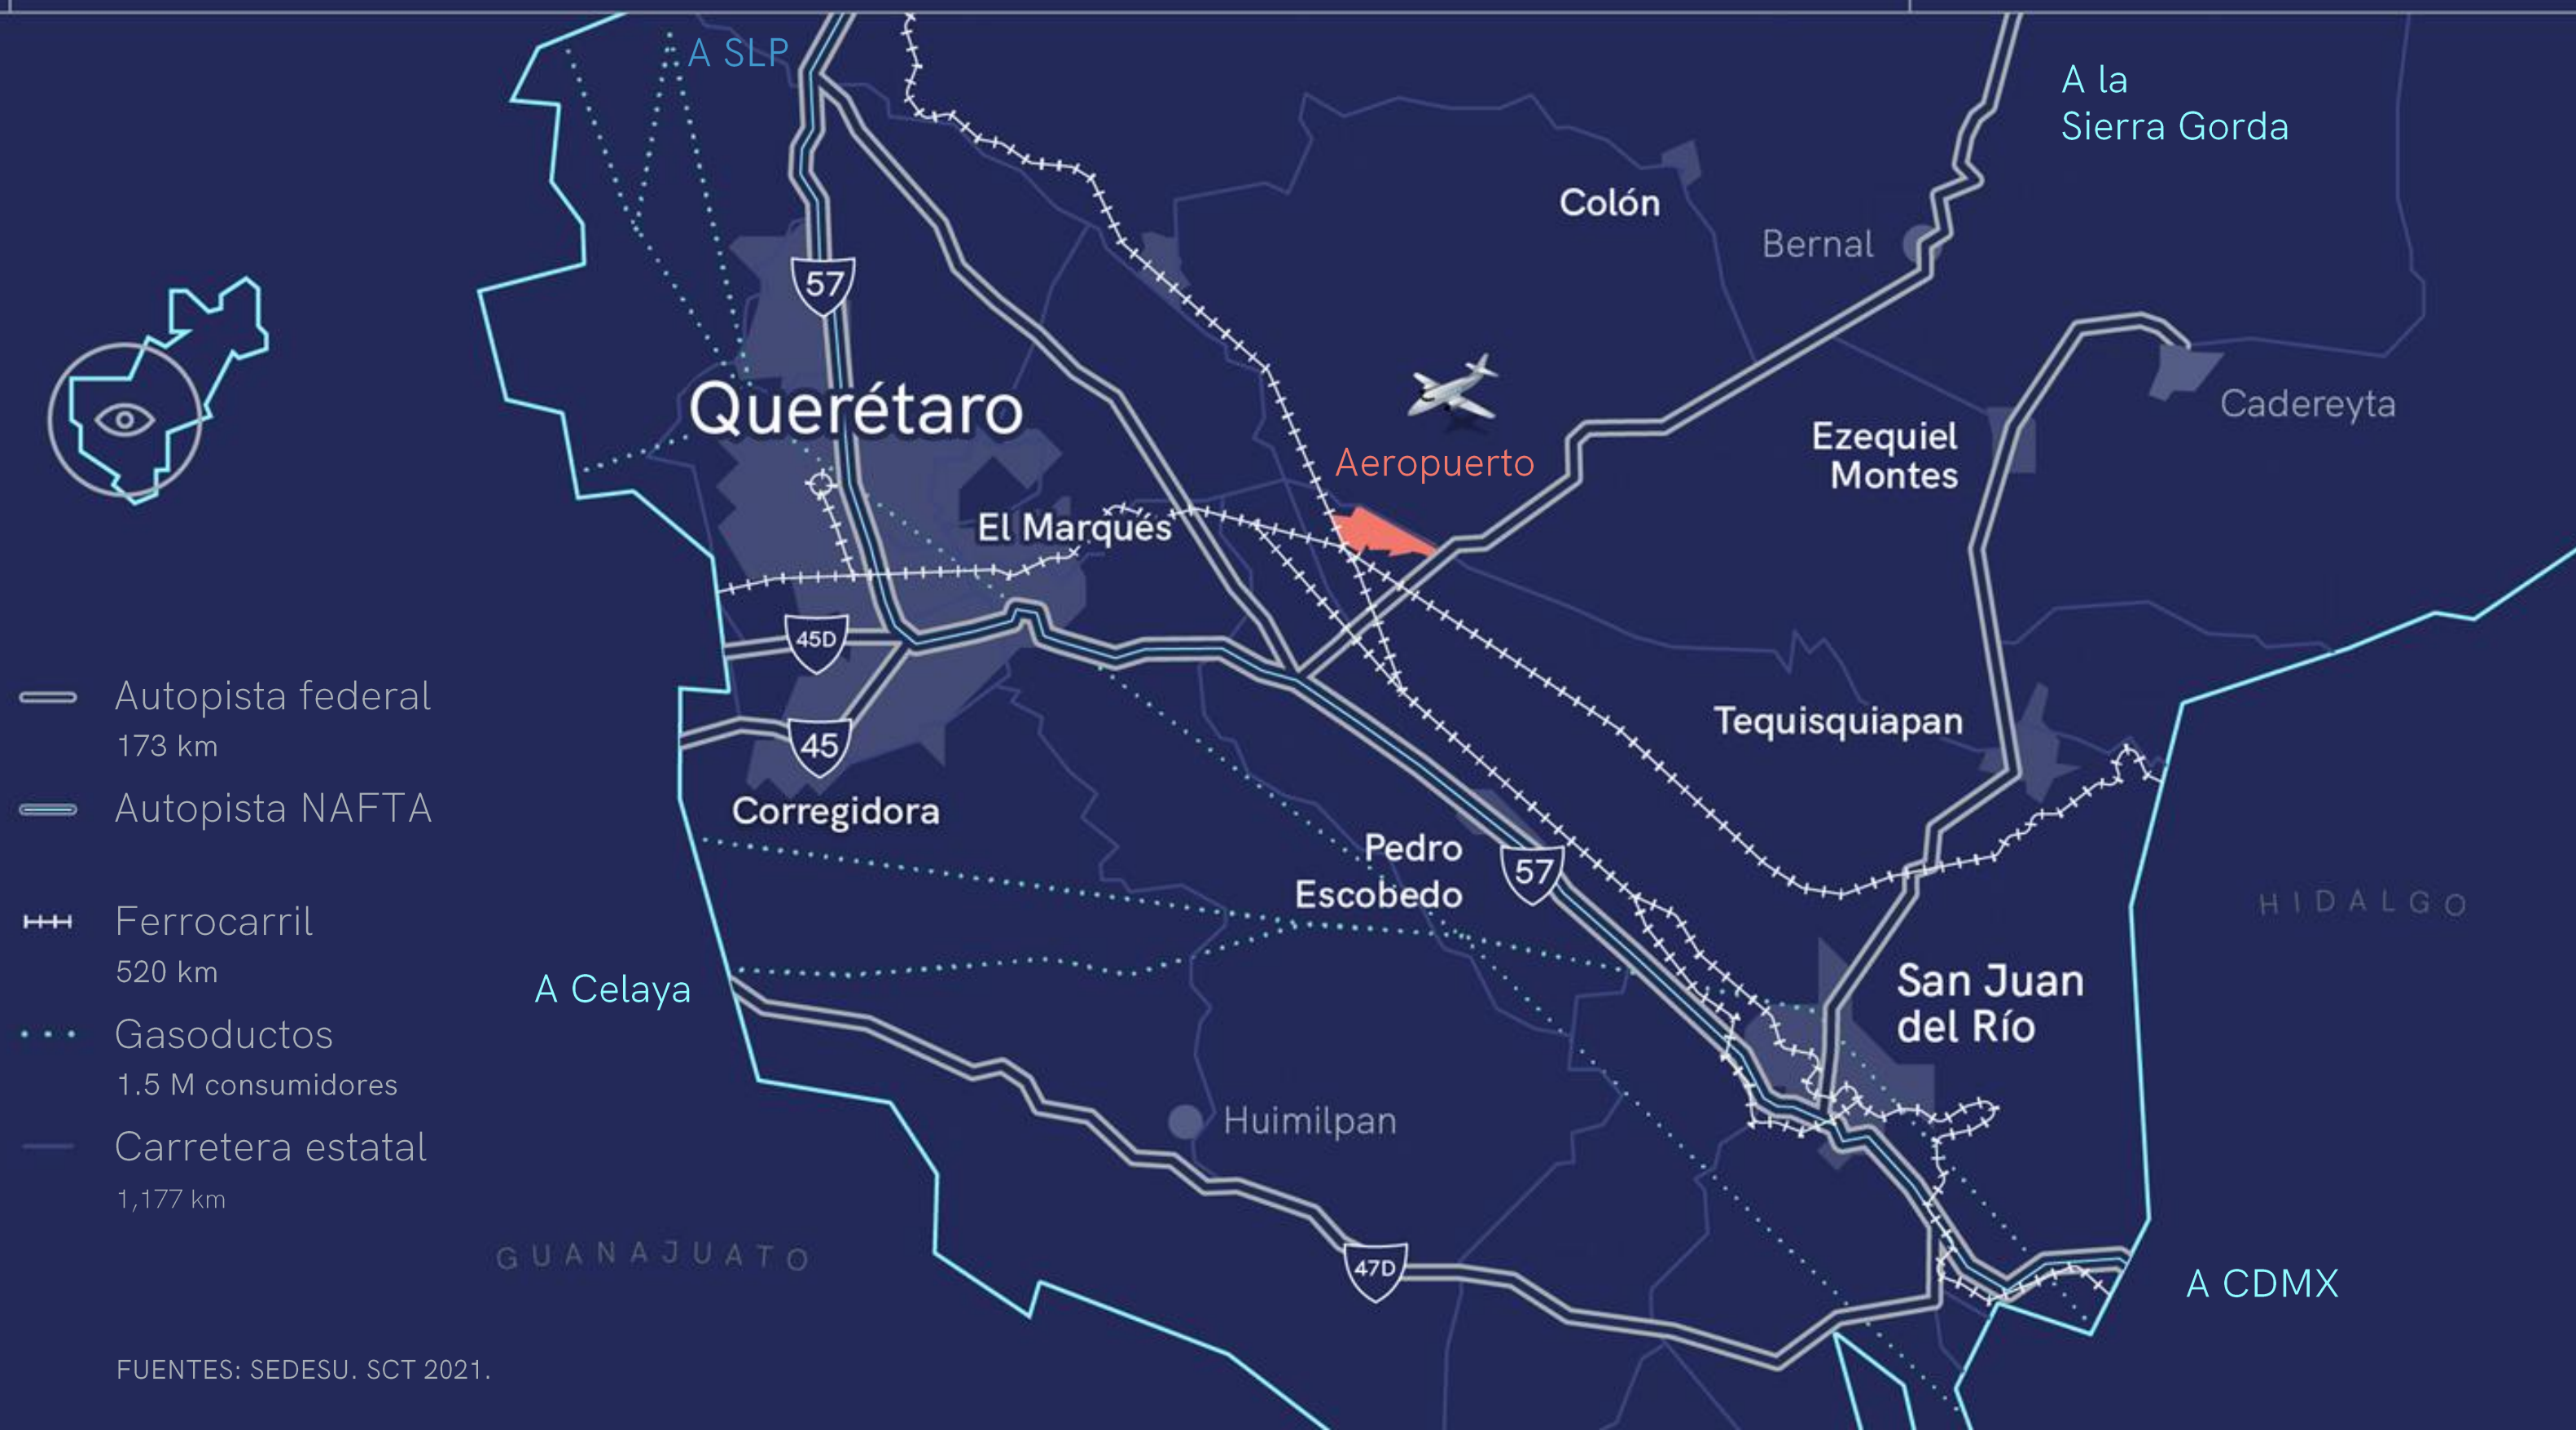 A SLP
A la
Sierra Gorda
Colón
Bernal
57
Querétaro
Aeropuerto
Cadereyta
Ezequiel
Montes
El Marqués
45D
Autopista federal
173 km
Tequisquiapan
45
Autopista NAFTA
Corregidora
Pedro
Escobedo
57
Ferrocarril
520 km
HIDALGO
A Celaya
San Juan
del Río
Gasoductos
1.5 M consumidores
Huimilpan
Carretera estatal
1,177 km
GUANAJUATO
47D
A CDMX
FUENTES: SEDESU. SCT 2021.